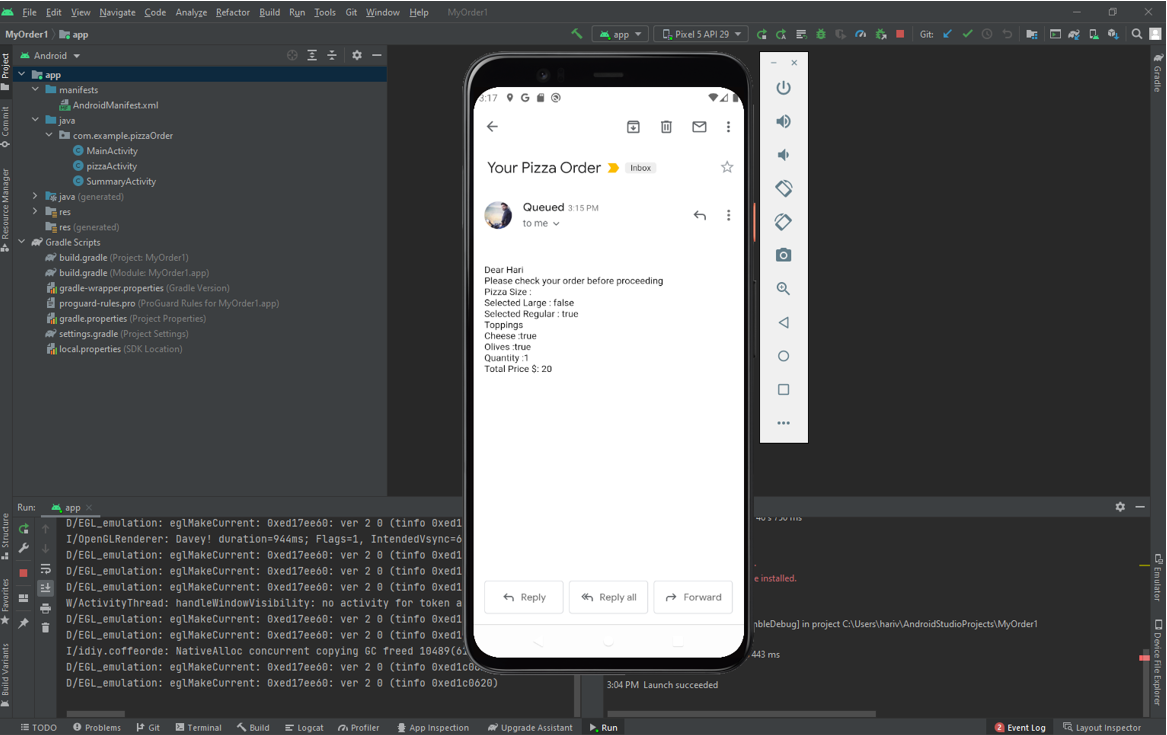 File Edit View Navigate Code Analyze Refactor Build Run Tools Git Window Help MyOrder1
MyOrder1 app
app Pixel 5 API 29 Git:
Android
app
manifests
AndroidManifest.xml
java
com.example.pizzaOrder
MainActivity
pizzaActivity
SummaryActivity
java (generated)
res
res (generated)
Gradle Scripts
build.gradle (Project: MyOrder1)
build.gradle (Module: MyOrder1.app)
gradle-wrapper.properties (Gradle Version)
proguard-rules.pro (ProGuard Rules for MyOrder1.app)
gradle.properties (Project Properties)
settings.gradle (Project Settings)
local.properties (SDK Location)
Project
Commit
Resource Manager
Structure
Favorites
Build Variants
3:17
Your Pizza Order Inbox
Queued 3:15 PM
to me
Dear Hari
Please check your order before proceeding
Pizza Size :
Selected Large : false
Selected Regular : true
Toppings
Cheese :true
Olives :true
Quantity :1
Total Price $: 20
Reply Reply all Forward
Gradle
Emulator
Device File Explorer
Run: app
D/EGL_emulation: eglMakeCurrent: 0xed17ee60: ver 2 0 (tinfo 0xed1
I/OpenGLRenderer: Davey! duration=944ms; Flags=1, IntendedVsync=6
D/EGL_emulation: eglMakeCurrent: 0xed17ee60: ver 2 0 (tinfo 0xed1
D/EGL_emulation: eglMakeCurrent: 0xed17ee60: ver 2 0 (tinfo 0xed1
D/EGL_emulation: eglMakeCurrent: 0xed17ee60: ver 2 0 (tinfo 0xed1
W/ActivityThread: handleWindowVisibility: no activity for token a
D/EGL_emulation: eglMakeCurrent: 0xed17ee60: ver 2 0 (tinfo 0xed1
D/EGL_emulation: eglMakeCurrent: 0xed17ee60: ver 2 0 (tinfo 0xed1
I/idiy.coffeorde: NativeAlloc concurrent copying GC freed 10489(61
D/EGL_emulation: eglMakeCurrent: 0xed17ee60: ver 2 0 (tinfo 0xed1c0
D/EGL_emulation: eglMakeCurrent: 0xed17ee60: ver 2 0 (tinfo 0xed1c0620)
e installed.
mbleDebug] in project C:\Users\hariv\AndroidStudioProjects\MyOrder1
443 ms
3:04 PM Launch succeeded
TODO Problems Git Terminal Build Logcat Profiler App Inspection Upgrade Assistant Run 2 Event Log Layout Inspector